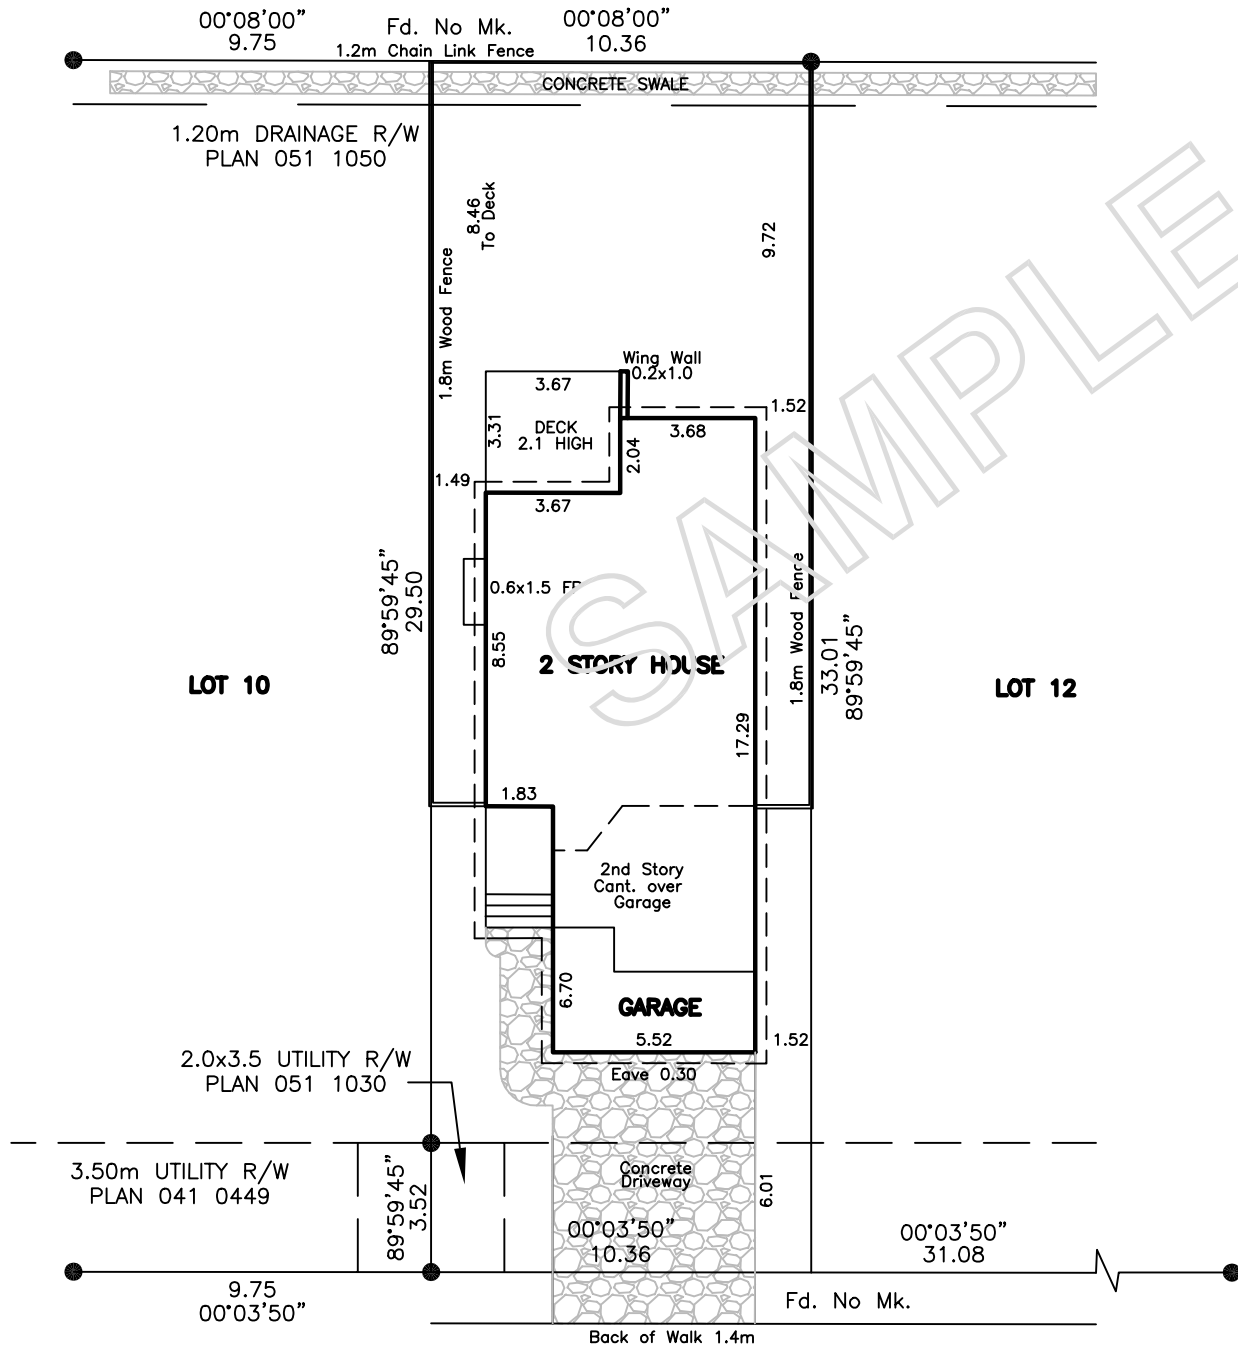 00°08'00"
9.75
Fd. No Mk.
1.2m Chain Link Fence
00°08'00"
10.36
CONCRETE SWALE
1.20m DRAINAGE R/W
PLAN 051 1050
8.46
To Deck
9.72
1.8m Wood Fence
Wing Wall
0.2x1.0
3.67
1.52
3.31
DECK
2.1 HIGH
3.68
2.04
1.49
3.67
89°59'45"
29.50
0.6x1.5
8.55
2 STORY HOUSE
1.8m Wood Fence
33.01
89°59'45"
LOT 10
LOT 12
17.29
1.83
2nd Story
Cant. over
Garage
6.70
GARAGE
5.52
1.52
Eave 0.30
2.0x3.5 UTILITY R/W
PLAN 051 1030
3.50m UTILITY R/W
PLAN 041 0449
89°59'45"
3.52
Concrete
Driveway
6.01
00°03'50"
10.36
00°03'50"
31.08
9.75
00°03'50"
Fd. No Mk.
Back of Walk 1.4m
SAMPLE